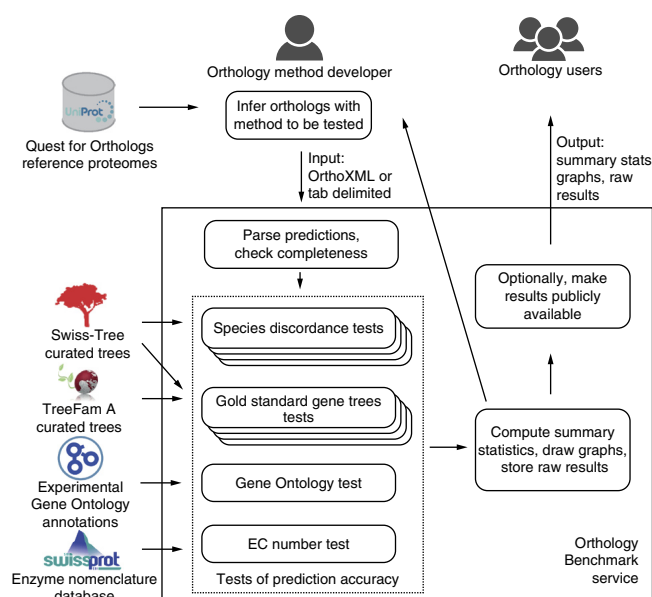 Orthology method developer
Orthology users
UniProt
Quest for Orthologs
reference proteomes
Infer orthologs with
method to be tested
Input:
OrthoXML or
tab delimited
Output:
summary stats
graphs, raw
results
Parse predictions,
check completeness
Optionally, make
results publicly
available
Swiss-Tree
curated trees
Species discordance tests
TreeFam A
curated trees
Gold standard gene trees
tests
Compute summary
statistics, draw graphs,
store raw results
Experimental
Gene Ontology
annotations
Gene Ontology test
swissprot
Enzyme nomenclature
database
EC number test
Tests of prediction accuracy
Orthology
Benchmark
service